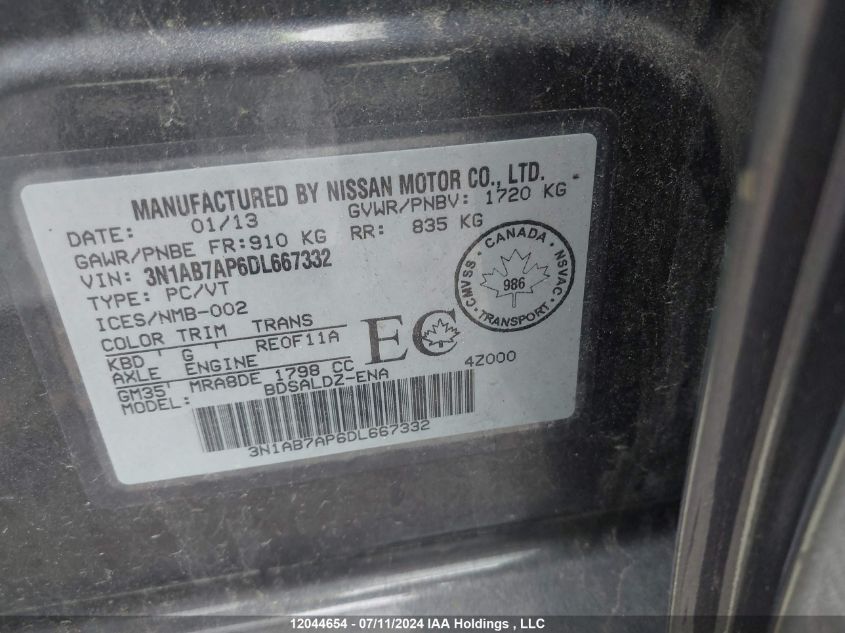 MANUFACTURED BY NISSAN MOTOR CO., LTD.
DATE: 01/13 GVWR/PNBV: 1720 KG
GAWR/PNBE FR:910 KG RR: 835 KG
VIN: 3N1AB7AP6DL667332
TYPE: PC/VT
ICES/NMB-002
COLOR TRIM TRANS
KBD G RE0F11A
AXLE ENGINE
GM35 MRA8DE 1798 CC
MODEL: BDSALDZ-ENA
EC
4Z000
CANADA
CMVSS
NSVAC
986
TRANSPORT
3N1AB7AP6DL667332
12044654 - 07/11/2024 IAA Holdings , LLC